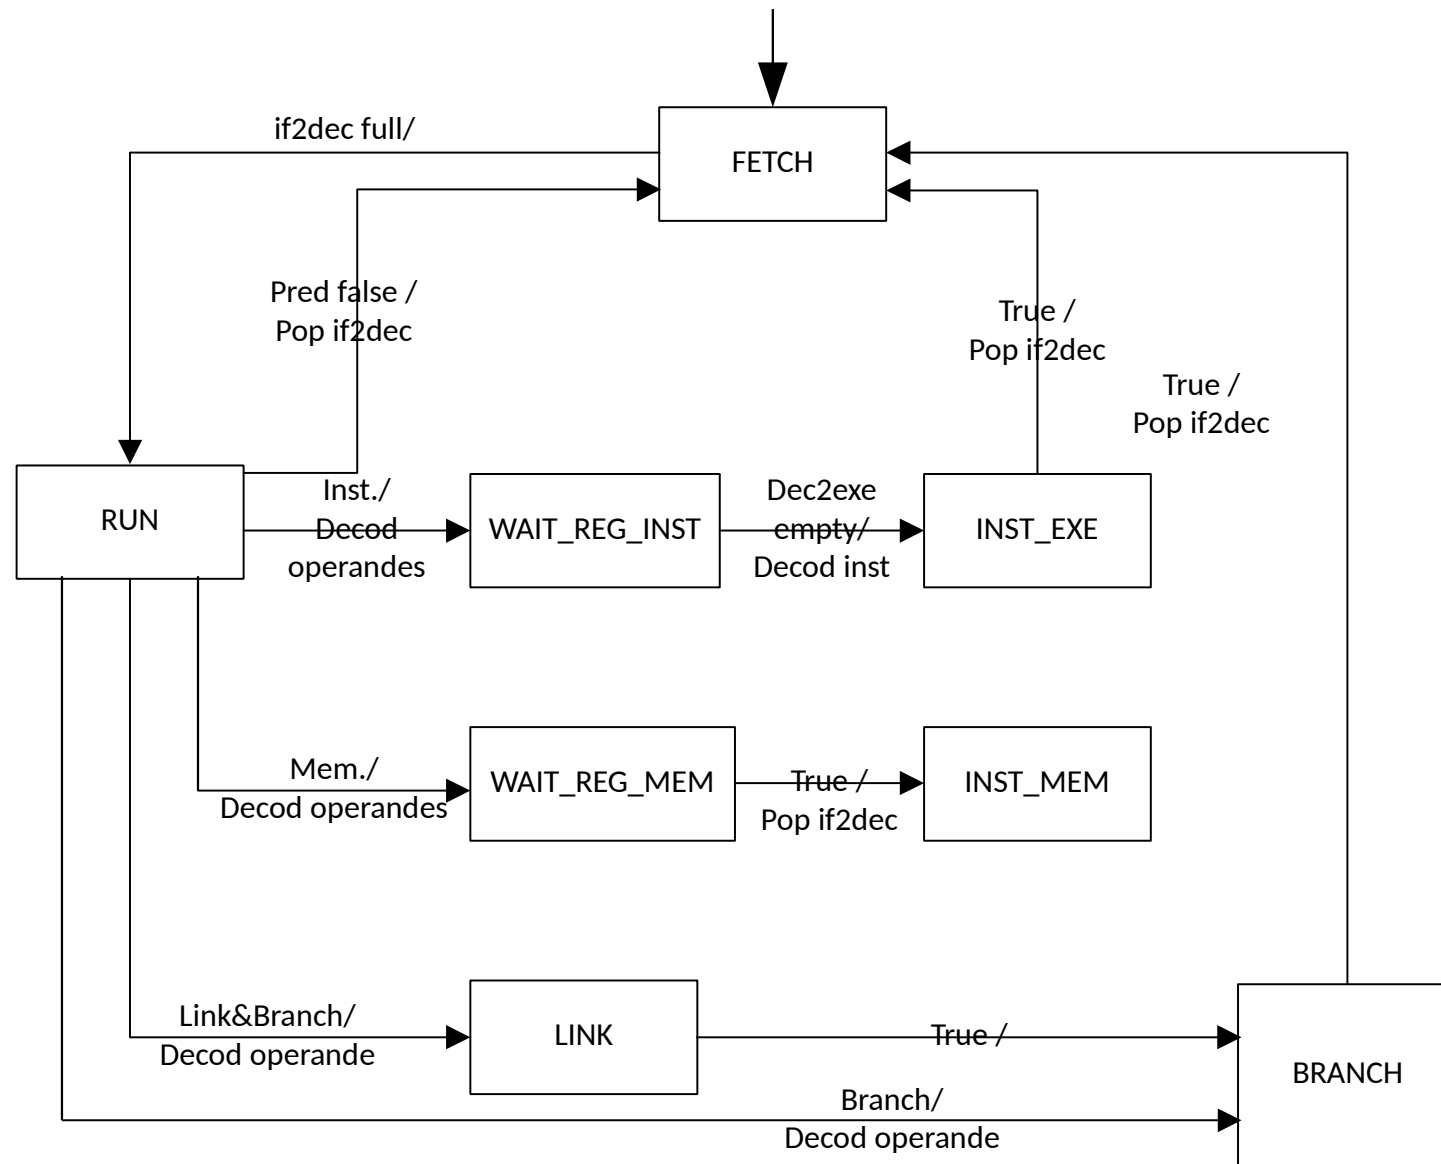 if2dec full/
FETCH
Pred false /
Pop if2dec
True /
Pop if2dec
True /
Pop if2dec
RUN
Inst./
Decod
operandes
WAIT_REG_INST
Dec2exe
empty/
Decod inst
INST_EXE
Mem./
Decod operandes
WAIT_REG_MEM
True /
Pop if2dec
INST_MEM
Link&Branch/
Decod operande
LINK
True /
BRANCH
Branch/
Decod operande